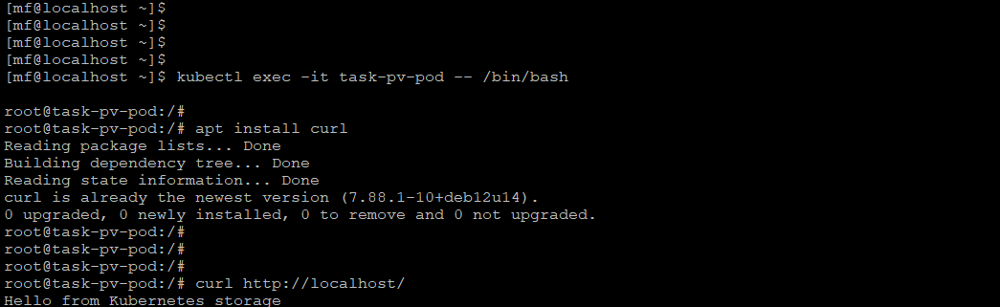 [mf@localhost ~]$
[mf@localhost ~]$
[mf@localhost ~]$
[mf@localhost ~]$
[mf@localhost ~]$ kubectl exec -it task-pv-pod -- /bin/bash
root@task-pv-pod:/#
root@task-pv-pod:/# apt install curl
Reading package lists... Done
Building dependency tree... Done
Reading state information... Done
curl is already the newest version (7.88.1-10+deb12u14).
0 upgraded, 0 newly installed, 0 to remove and 0 not upgraded.
root@task-pv-pod:/#
root@task-pv-pod:/#
root@task-pv-pod:/#
root@task-pv-pod:/# curl http://localhost/
Hello from Kubernetes storage